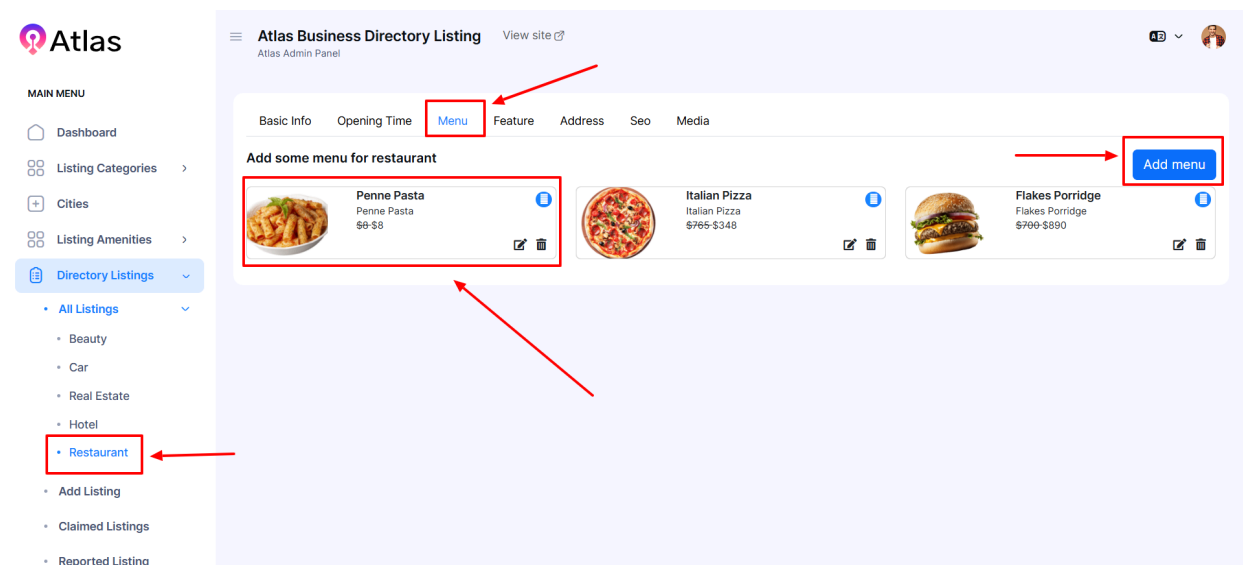 Atlas
Atlas Business Directory Listing View site
Atlas Admin Panel
MAIN MENU
Dashboard
Listing Categories
Cities
Listing Amenities
Directory Listings
All Listings
Beauty
Car
Real Estate
Hotel
Restaurant
Add Listing
Claimed Listings
Reported Listing
Basic Info Opening Time Menu Feature Address Seo Media
Add some menu for restaurant
Add menu
Penne Pasta
Penne Pasta
$8 $8
Italian Pizza
Italian Pizza
$765 $348
Flakes Porridge
Flakes Porridge
$700 $890